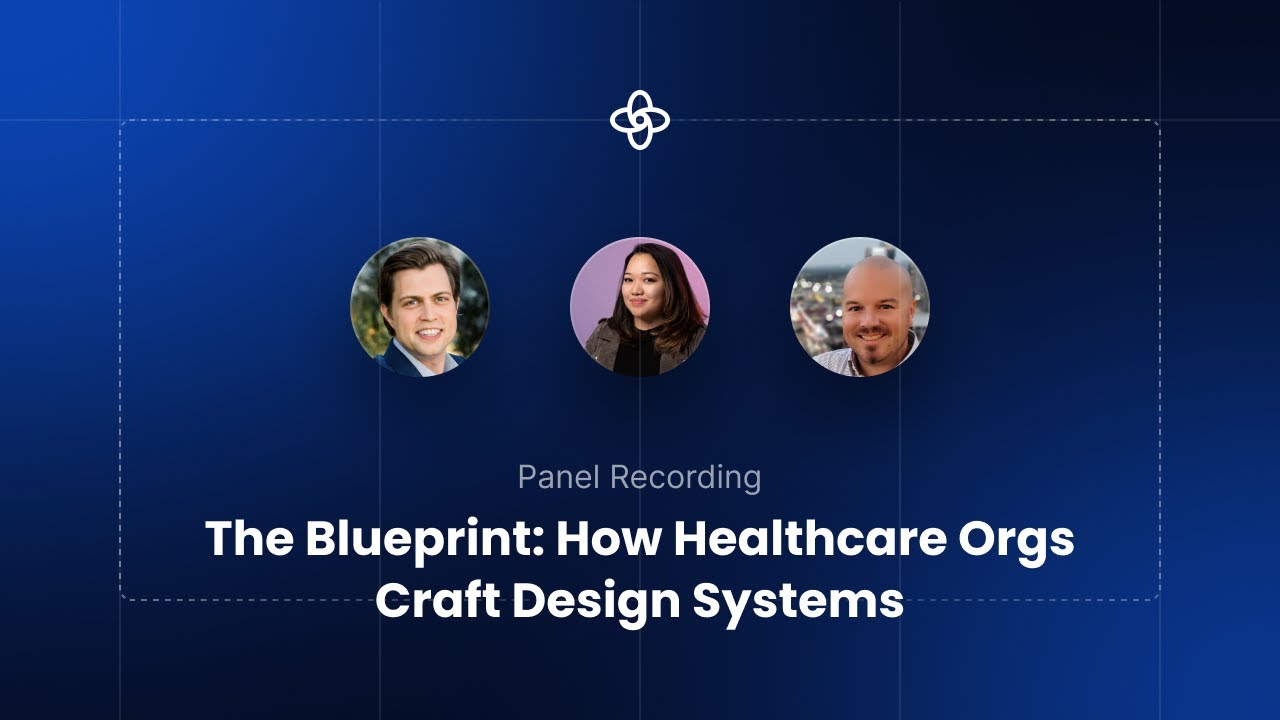 Panel Recording
The Blueprint: How Healthcare Orgs
Craft Design Systems